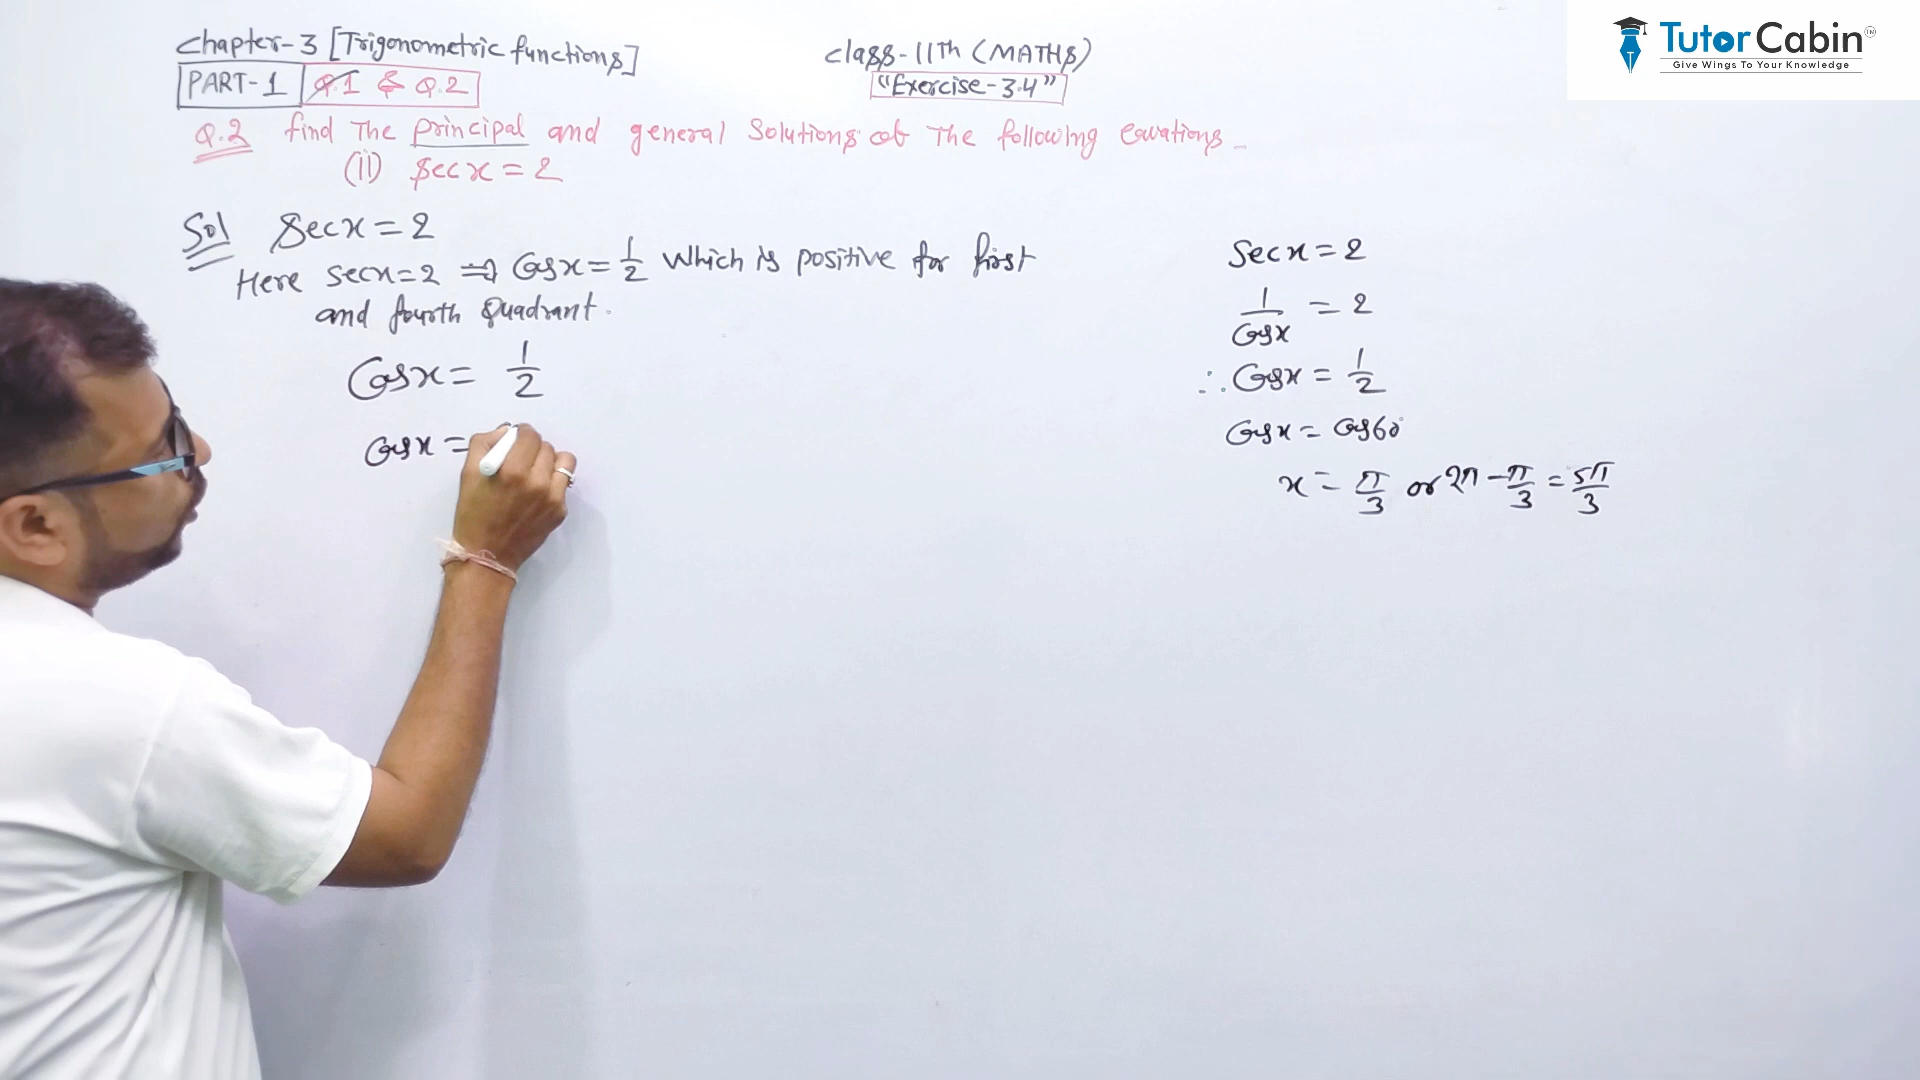 Chapter-3 [Trigonometric functions]
Class-11th (MATHS)
PART-1 Q.1 & Q.2
"Exercise-3.4"
Q.2 find The principal and general Solutions of The following Equations-
(ii) Sec x = 2
Sol Sec x = 2
Here sec x = 2 ⇒ Cos x = 1/2 which is positive for first
and fourth Quadrant.
Cos x = 1/2
Cos x =
Sec x = 2
1/Cos x = 2
∴ Cos x = 1/2
Cos x = Cos 60°
x = π/3 or 2π - π/3 = 5π/3
Tutor Cabin TM
Give Wings To Your Knowledge